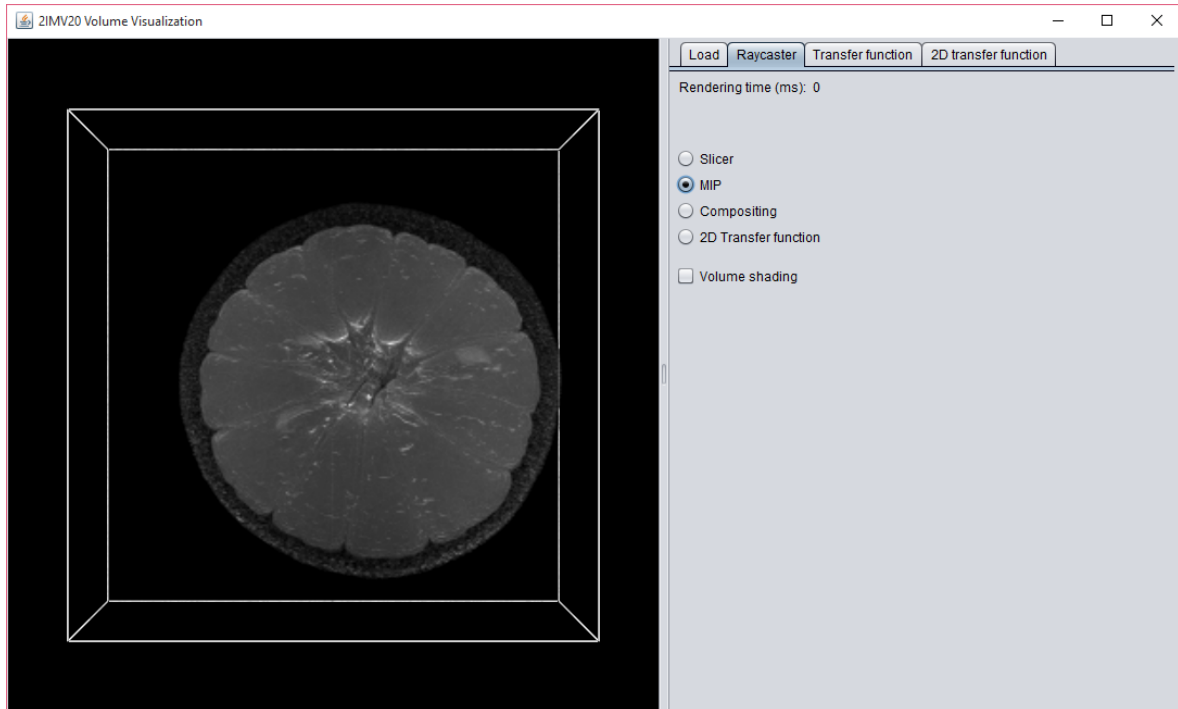 2IMV20 Volume Visualization
Load Raycaster Transfer function 2D transfer function
Rendering time (ms): 0
Slicer
MIP
Compositing
2D Transfer function
Volume shading